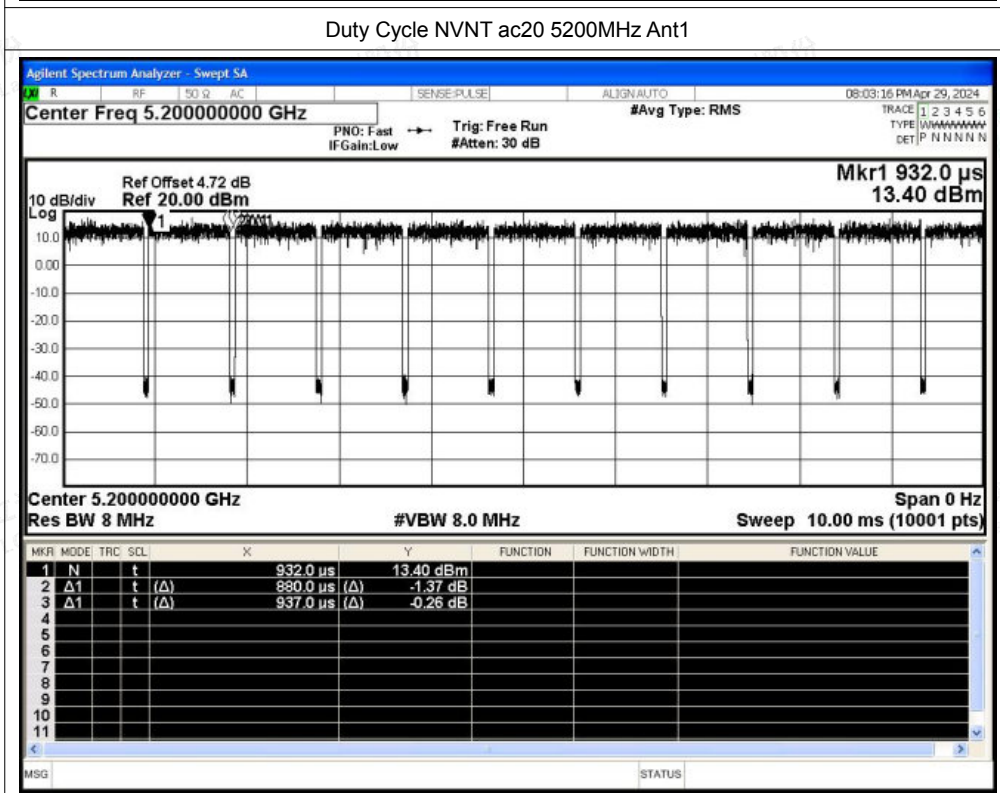 Duty Cycle NVNT ac20 5200MHz Ant1
Agilent Spectrum Analyzer - Swept SA
R RF 50 Ω AC SENSE:PULSE ALIGN AUTO 08:03:16 PM Apr 29, 2024
Center Freq 5.200000000 GHz #Avg Type: RMS TRACE 1 2 3 4 5 6
PNO: Fast Trig: Free Run TYPE
IFGain:Low #Atten: 30 dB DET P N N N N N
Mkr1 932.0 µs
Ref Offset 4.72 dB
10 dB/div Ref 20.00 dBm 13.40 dBm
Log
1
10.0
0.00
-10.0
-20.0
-30.0
-40.0
-50.0
-60.0
-70.0
Center 5.200000000 GHz Span 0 Hz
Res BW 8 MHz #VBW 8.0 MHz Sweep 10.00 ms (10001 pts)
MKR MODE TRC SCL X Y FUNCTION FUNCTION WIDTH FUNCTION VALUE
1 N t 932.0 µs 13.40 dBm
2 Δ1 t (Δ) 880.0 µs (Δ) -1.37 dB
3 Δ1 t (Δ) 937.0 µs (Δ) -0.26 dB
4
5
6
7
8
9
10
11
MSG STATUS